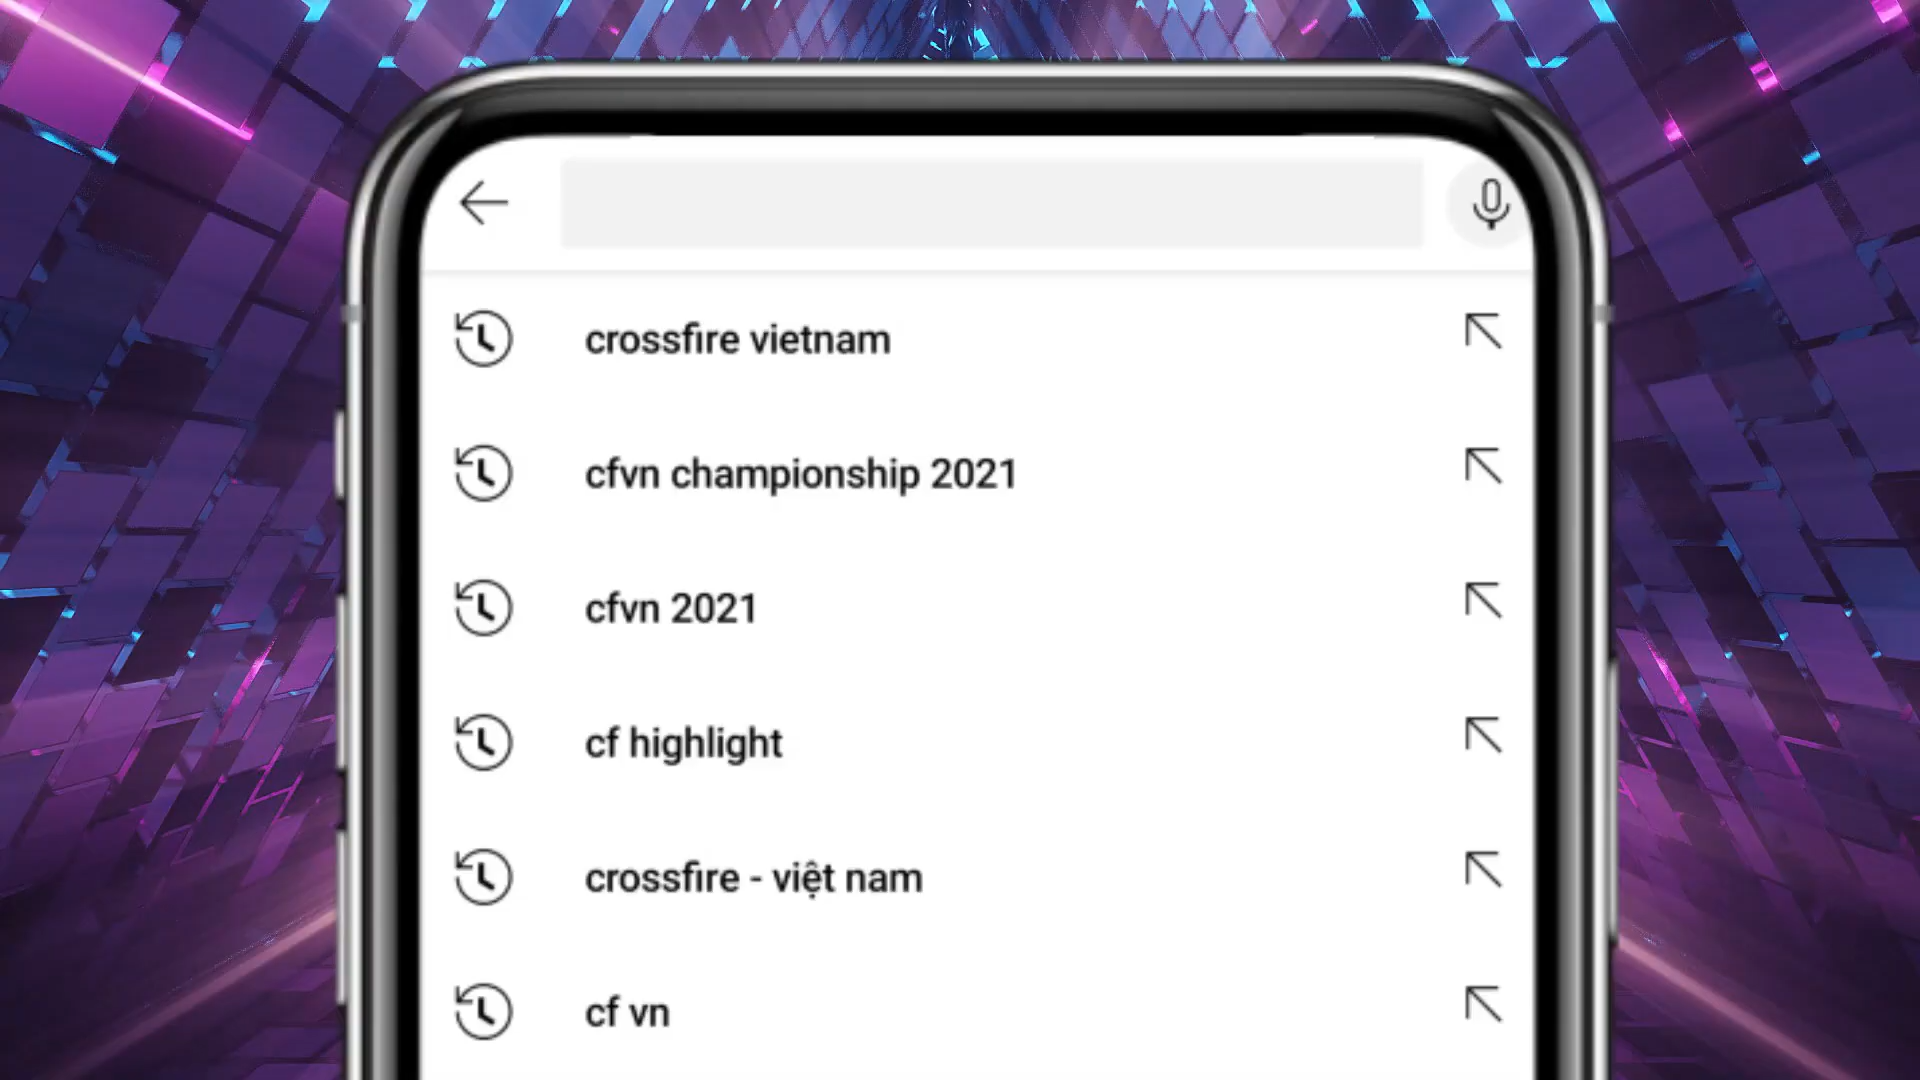 crossfire vietnam
cfvn championship 2021
cfvn 2021
cf highlight
crossfire - việt nam
cf vn